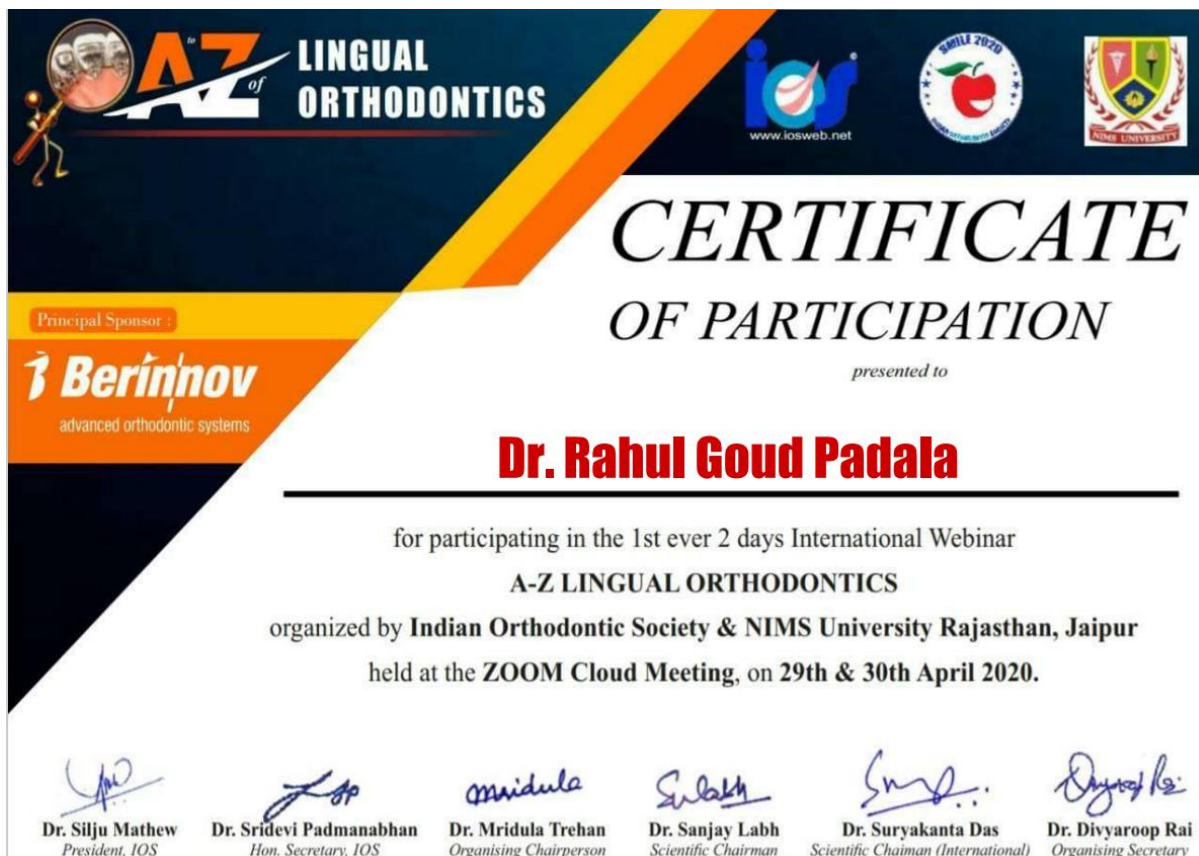 A to Z of
LINGUAL
ORTHODONTICS
ios
www.iosweb.net
SMILE 2020
INDIAN ORTHODONTIC SOCIETY
NIMS UNIVERSITY
CERTIFICATE
OF PARTICIPATION
presented to
Principal Sponsor :
Berinnov
advanced orthodontic systems
Dr. Rahul Goud Padala
for participating in the 1st ever 2 days International Webinar
A-Z LINGUAL ORTHODONTICS
organized by Indian Orthodontic Society & NIMS University Rajasthan, Jaipur
held at the ZOOM Cloud Meeting, on 29th & 30th April 2020.
mridula
Dr. Silju Mathew
President, IOS
Dr. Sridevi Padmanabhan
Hon. Secretary, IOS
Dr. Mridula Trehan
Organising Chairperson
Dr. Sanjay Labh
Scientific Chairman
Dr. Suryakanta Das
Scientific Chaiman (International)
Dr. Divyaroop Rai
Organising Secretary